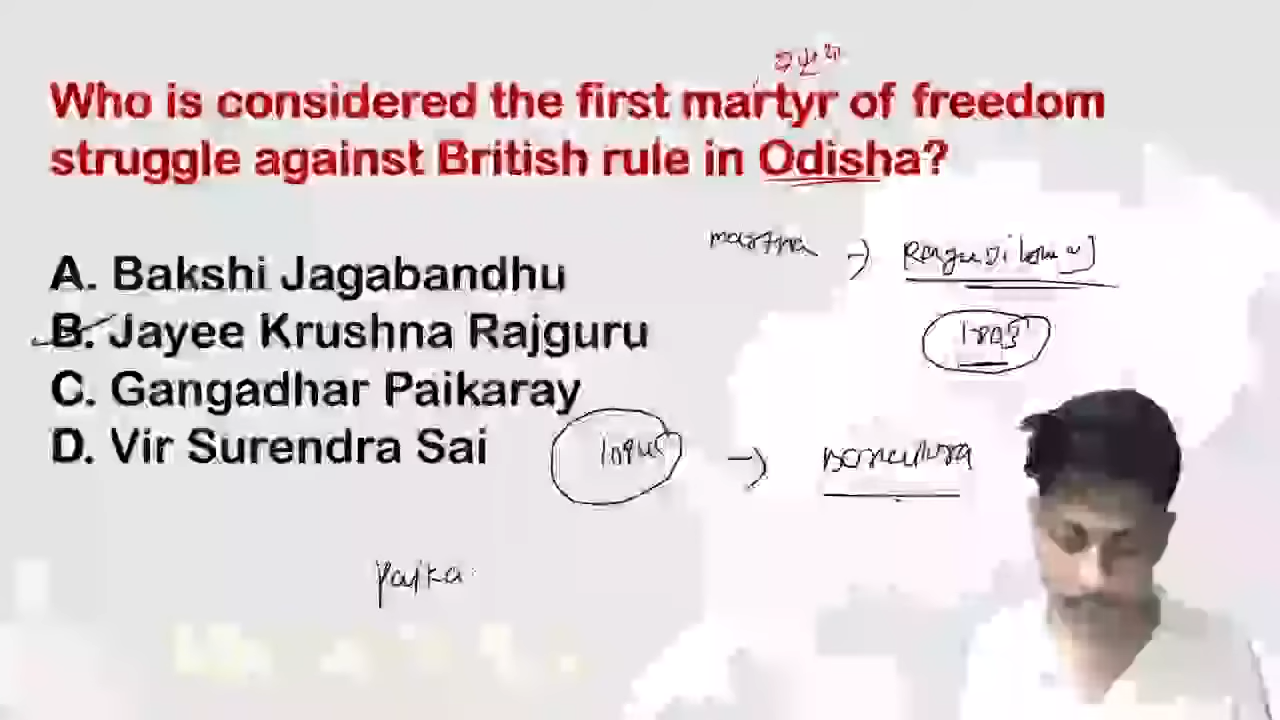 Who is considered the first martyr of freedom
struggle against British rule in Odisha?
A. Bakshi Jagabandhu
B. Jayee Krushna Rajguru
C. Gangadhar Paikaray
D. Vir Surendra Sai
1803
Paika